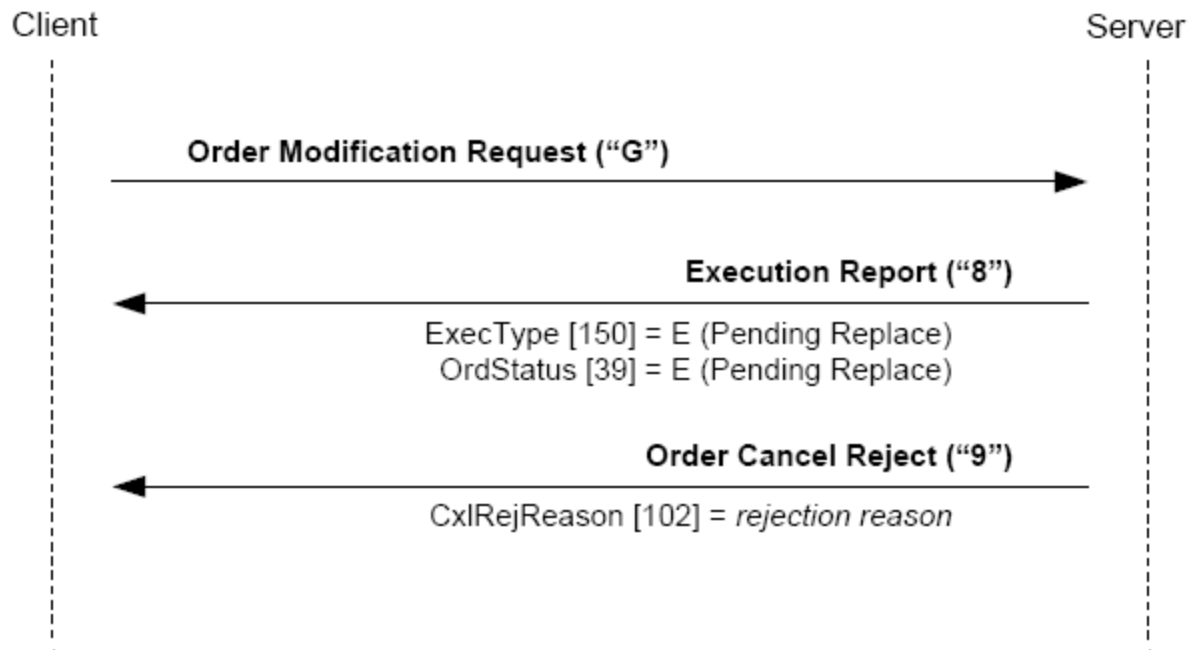 Client
Server
Order Modification Request (“G”)
Execution Report (“8”)
ExecType [150] = E (Pending Replace)
OrdStatus [39] = E (Pending Replace)
Order Cancel Reject (“9”)
CxlRejReason [102] = rejection reason